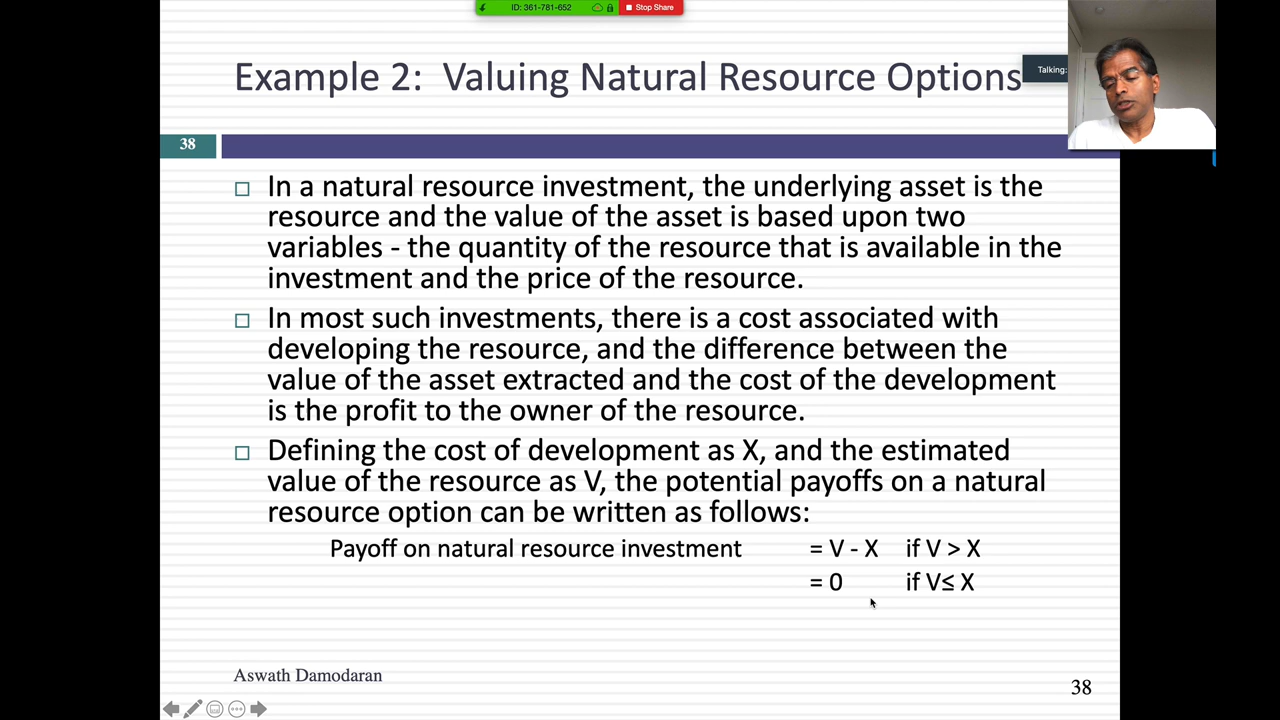 ID: 361-781-652
Stop Share
Example 2: Valuing Natural Resource Options
Talking:
38
In a natural resource investment, the underlying asset is the
resource and the value of the asset is based upon two
variables - the quantity of the resource that is available in the
investment and the price of the resource.
In most such investments, there is a cost associated with
developing the resource, and the difference between the
value of the asset extracted and the cost of the development
is the profit to the owner of the resource.
Defining the cost of development as X, and the estimated
value of the resource as V, the potential payoffs on a natural
resource option can be written as follows:
Payoff on natural resource investment = V - X if V > X
= 0 if V≤ X
Aswath Damodaran
38